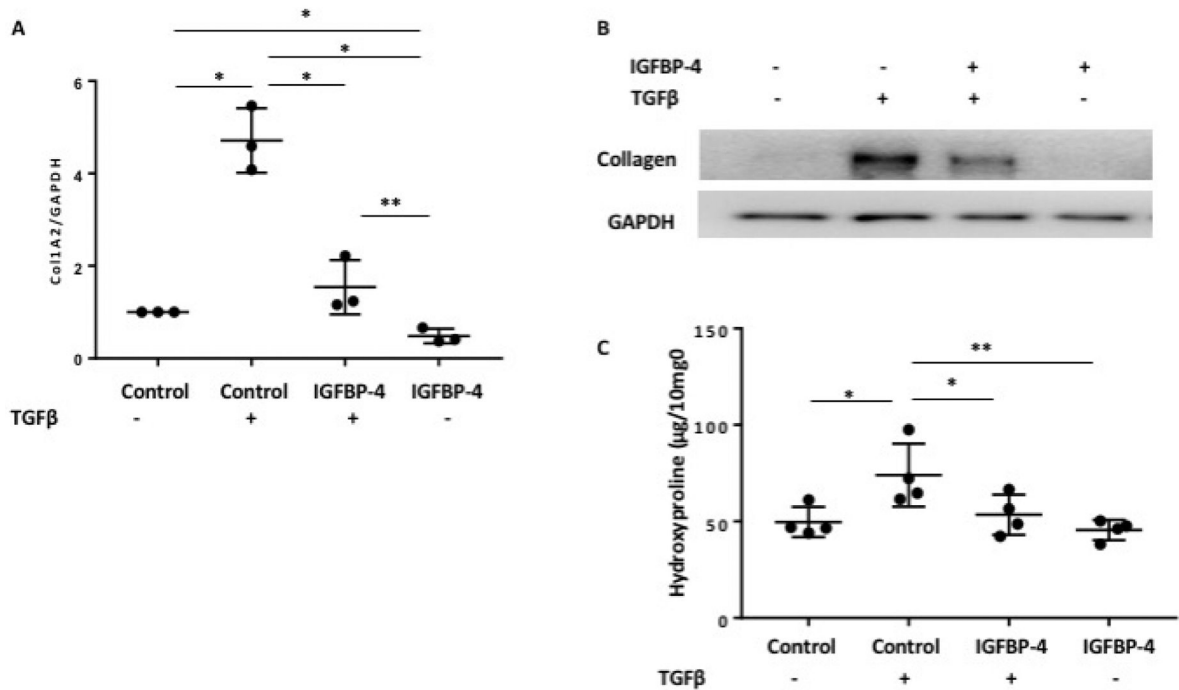 A
*
*
* *
**
6
4
2
0
Col1A2/GAPDH
Control Control IGFBP-4 IGFBP-4
TGFβ - + + -
B
IGFBP-4 - - + +
TGFβ - + + -
Collagen
GAPDH
C
**
* *
150
100
50
0
Hydroxyproline (µg/10mg0
Control Control IGFBP-4 IGFBP-4
TGFβ - + + -